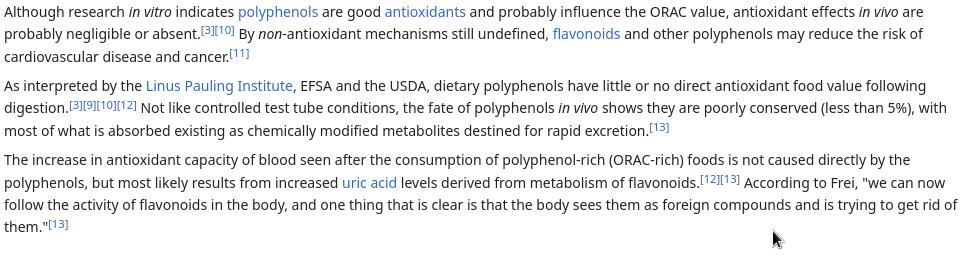 Although research in vitro indicates polyphenols are good antioxidants and probably influence the ORAC value, antioxidant effects in vivo are
probably negligible or absent.[3][10] By non-antioxidant mechanisms still undefined, flavonoids and other polyphenols may reduce the risk of
cardiovascular disease and cancer.[11]
As interpreted by the Linus Pauling Institute, EFSA and the USDA, dietary polyphenols have little or no direct antioxidant food value following
digestion.[3][9][10][12] Not like controlled test tube conditions, the fate of polyphenols in vivo shows they are poorly conserved (less than 5%), with
most of what is absorbed existing as chemically modified metabolites destined for rapid excretion.[13]
The increase in antioxidant capacity of blood seen after the consumption of polyphenol-rich (ORAC-rich) foods is not caused directly by the
polyphenols, but most likely results from increased uric acid levels derived from metabolism of flavonoids.[12][13] According to Frei, "we can now
follow the activity of flavonoids in the body, and one thing that is clear is that the body sees them as foreign compounds and is trying to get rid of
them."[13]